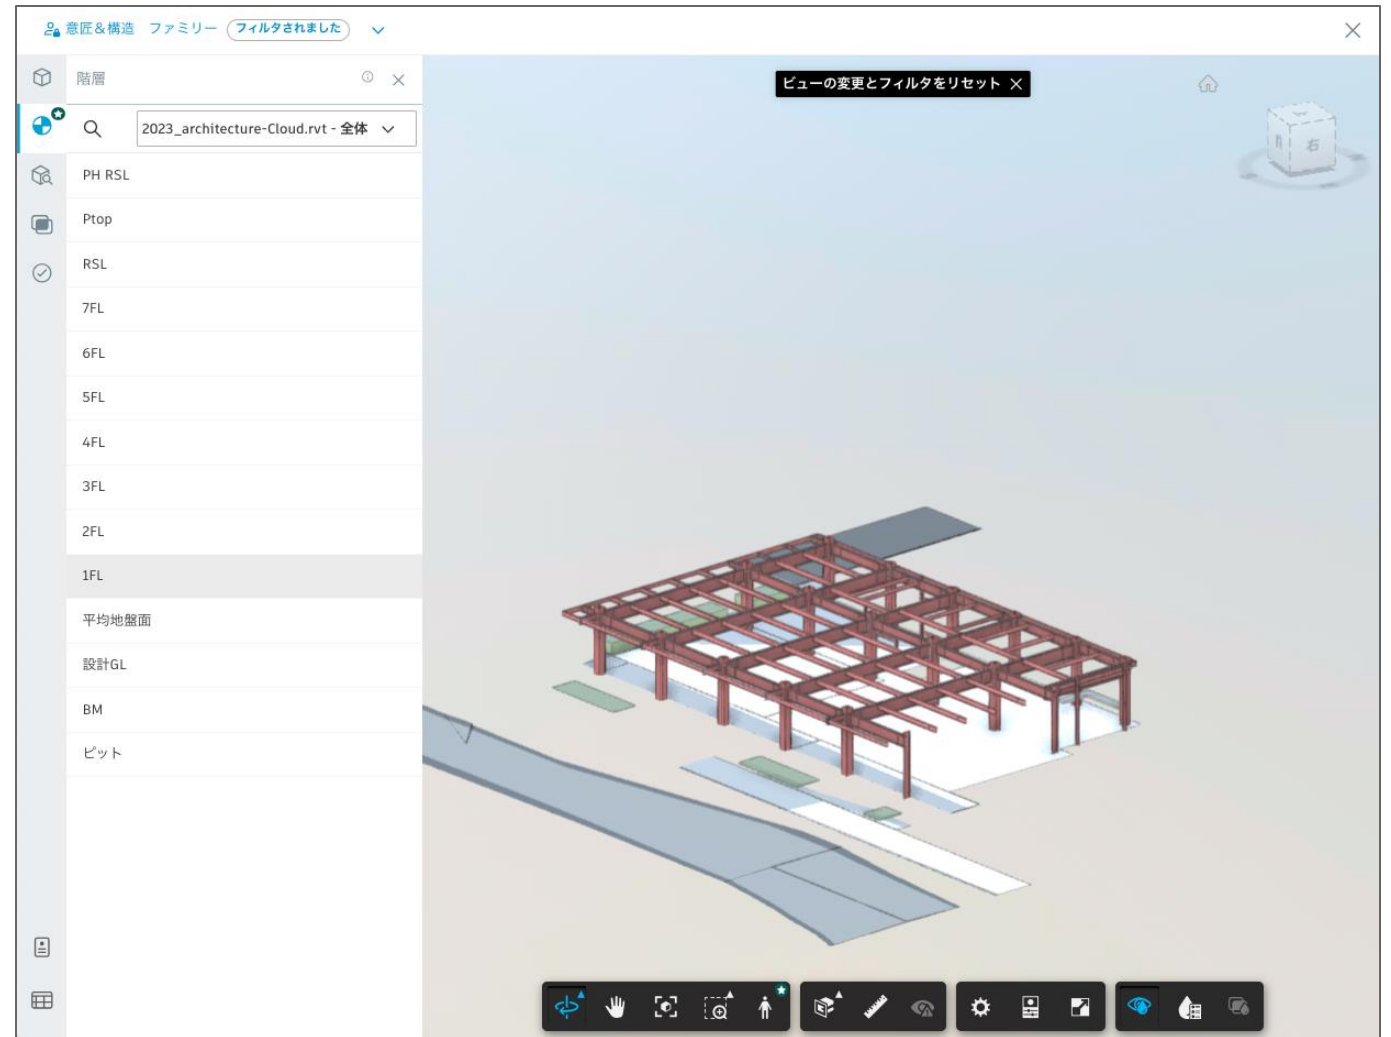 意匠&構造 ファミリー フィルタされました
階層
ビューの変更とフィルタをリセット
2023_architecture-Cloud.rvt - 全体
PH RSL
Ptop
RSL
7FL
6FL
5FL
4FL
3FL
2FL
1FL
平均地盤面
設計GL
BM
ピット
右